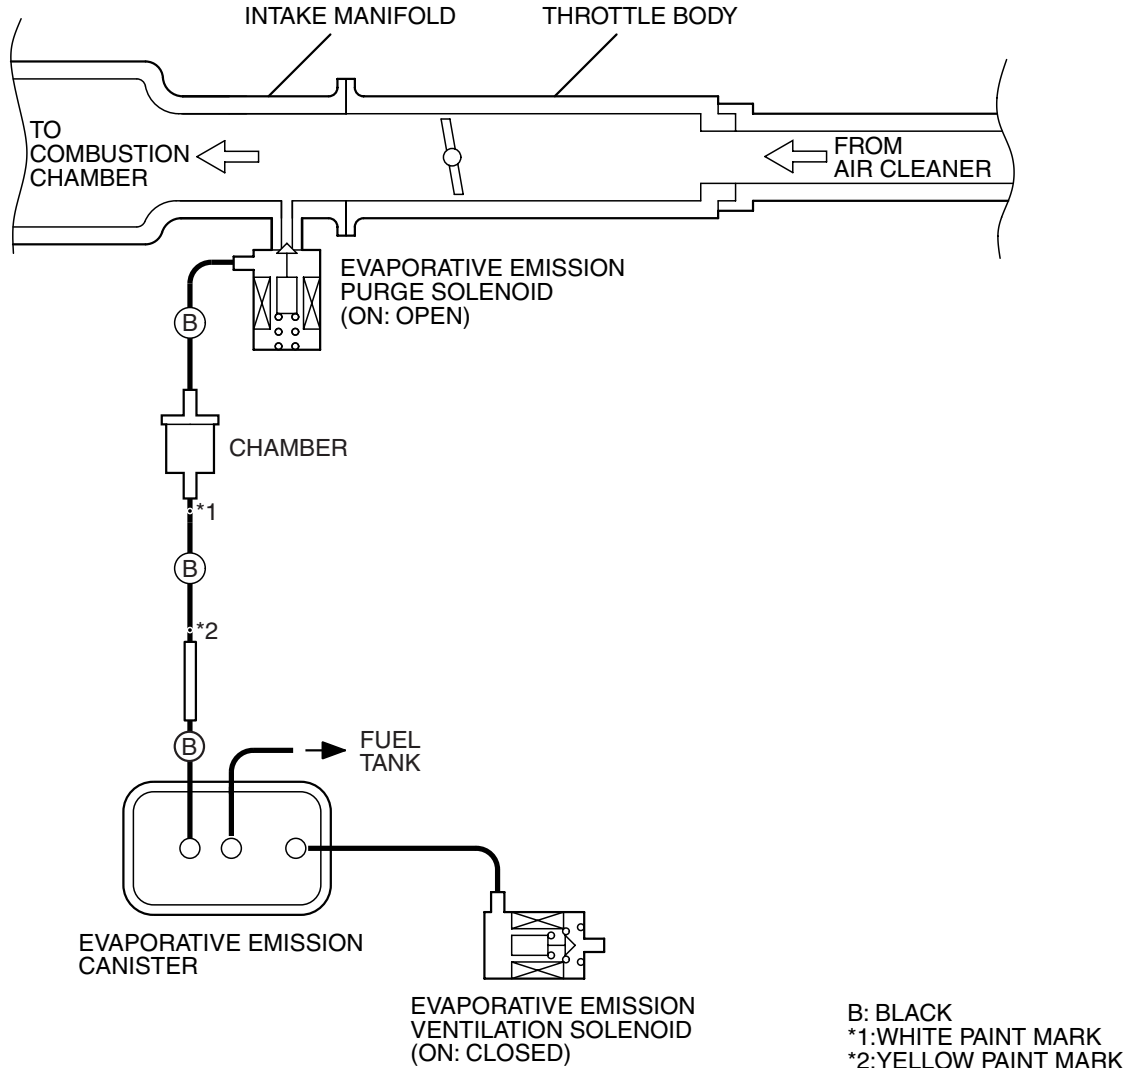 INTAKE MANIFOLD
THROTTLE BODY
TO
COMBUSTION
CHAMBER
FROM
AIR CLEANER
EVAPORATIVE EMISSION
PURGE SOLENOID
(ON: OPEN)
B
CHAMBER
*1
B
*2
B
FUEL
TANK
EVAPORATIVE EMISSION
CANISTER
EVAPORATIVE EMISSION
VENTILATION SOLENOID
(ON: CLOSED)
B: BLACK
*1:WHITE PAINT MARK
*2:YELLOW PAINT MARK